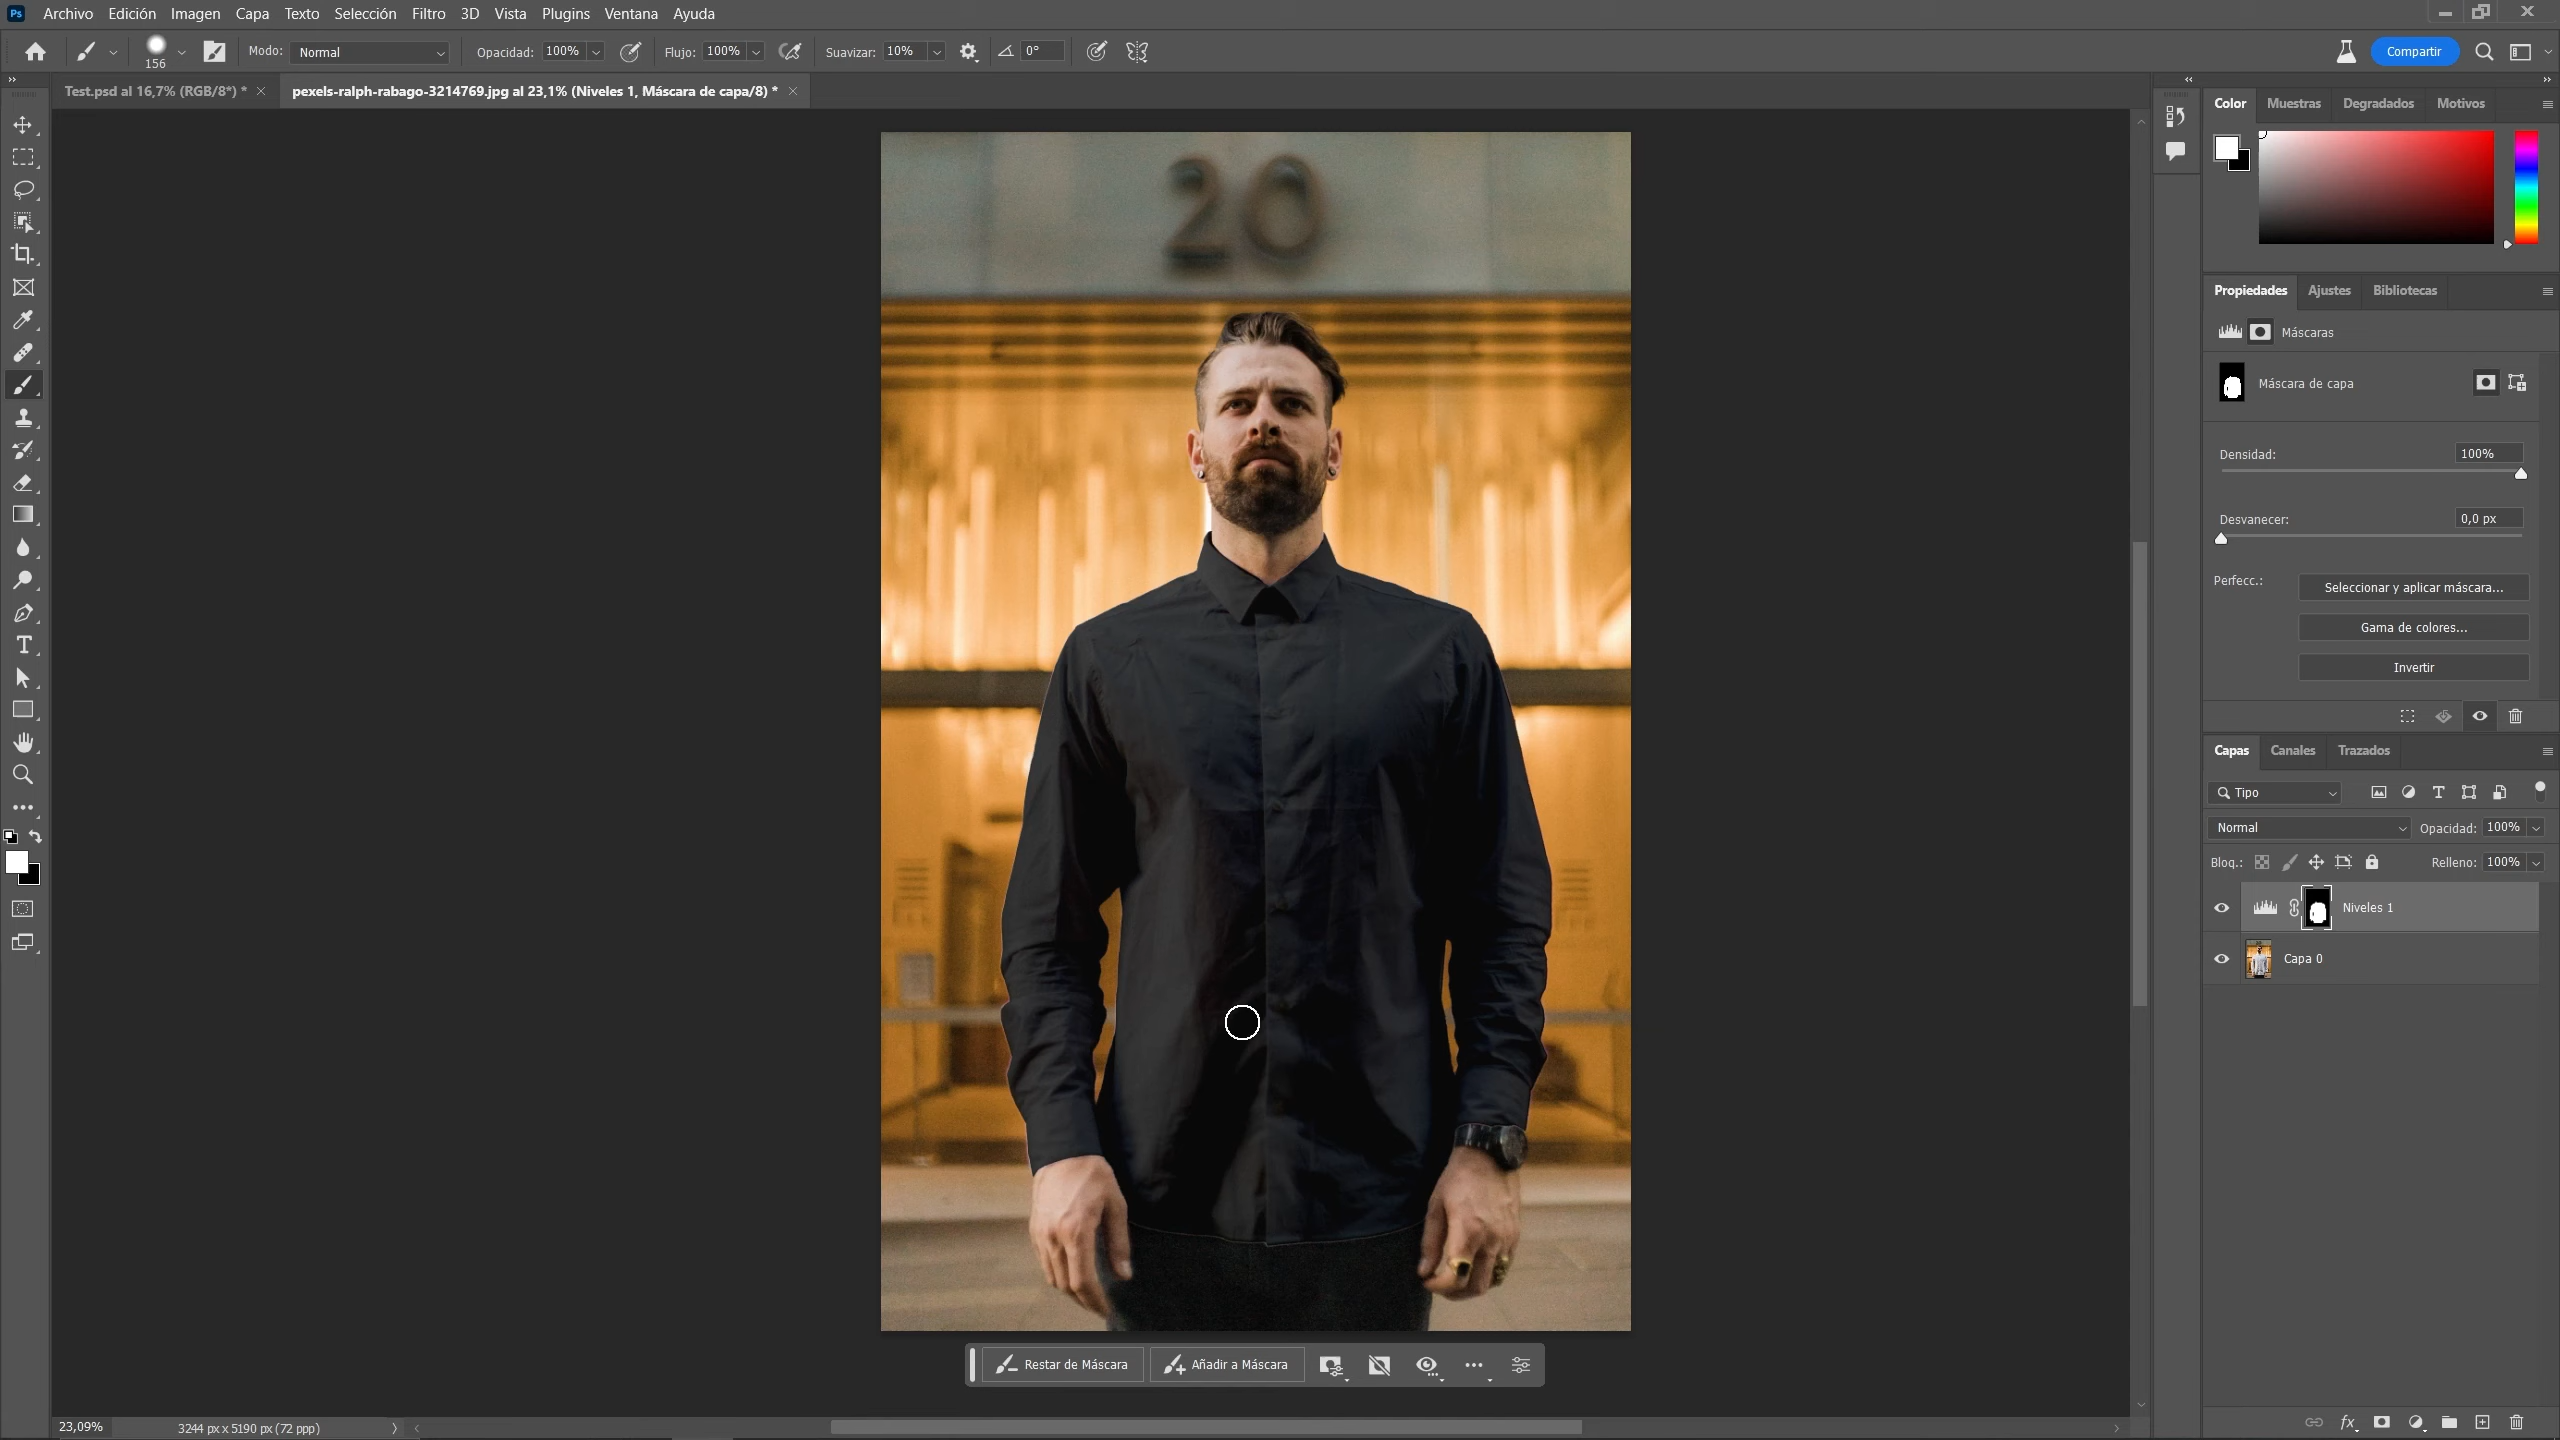 Ps Archivo Edición Imagen Capa Texto Selección Filtro 3D Vista Plugins Ventana Ayuda
156 Modo: Normal Opacidad: 100% Flujo: 100% Suavizar: 10% 0° Compartir
Test.psd al 16,7% (RGB/8*) * pexels-ralph-rabago-3214769.jpg al 23,1% (Niveles 1, Máscara de capa/8) *
20
Color Muestras Degradados Motivos
Propiedades Ajustes Bibliotecas
Máscaras
Máscara de capa
Densidad: 100%
Desvanecer: 0,0 px
Perfecc.: Seleccionar y aplicar máscara...
Gama de colores...
Invertir
Capas Canales Trazados
Tipo
Normal Opacidad: 100%
Bloq.: Relleno: 100%
Niveles 1
Capa 0
Restar de Máscara Añadir a Máscara
23,09% 3244 px x 5190 px (72 ppp)
fx